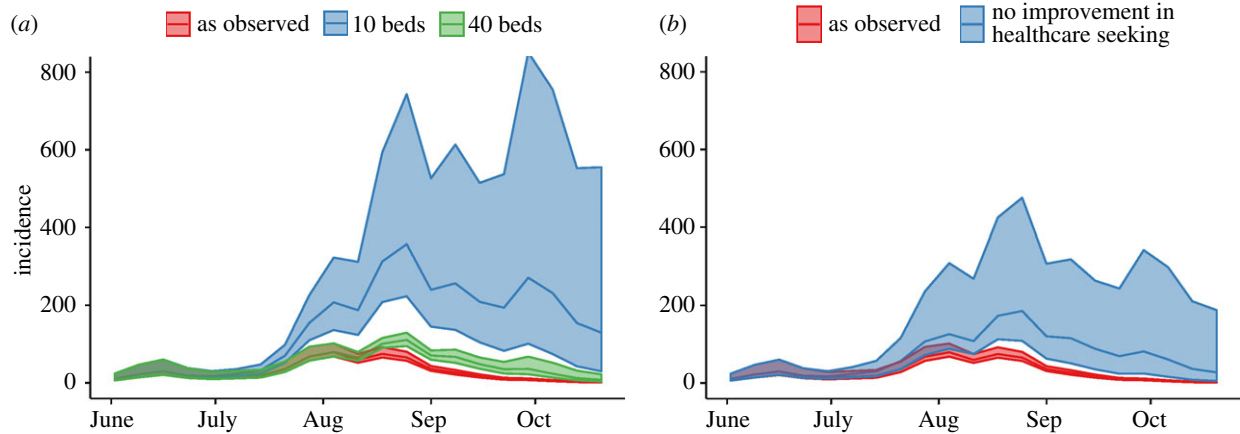 (a) as observed 10 beds 40 beds
800
600
400
200
0
incidence
June July Aug Sep Oct
(b) as observed no improvement in
healthcare seeking
800
600
400
200
0
June July Aug Sep Oct